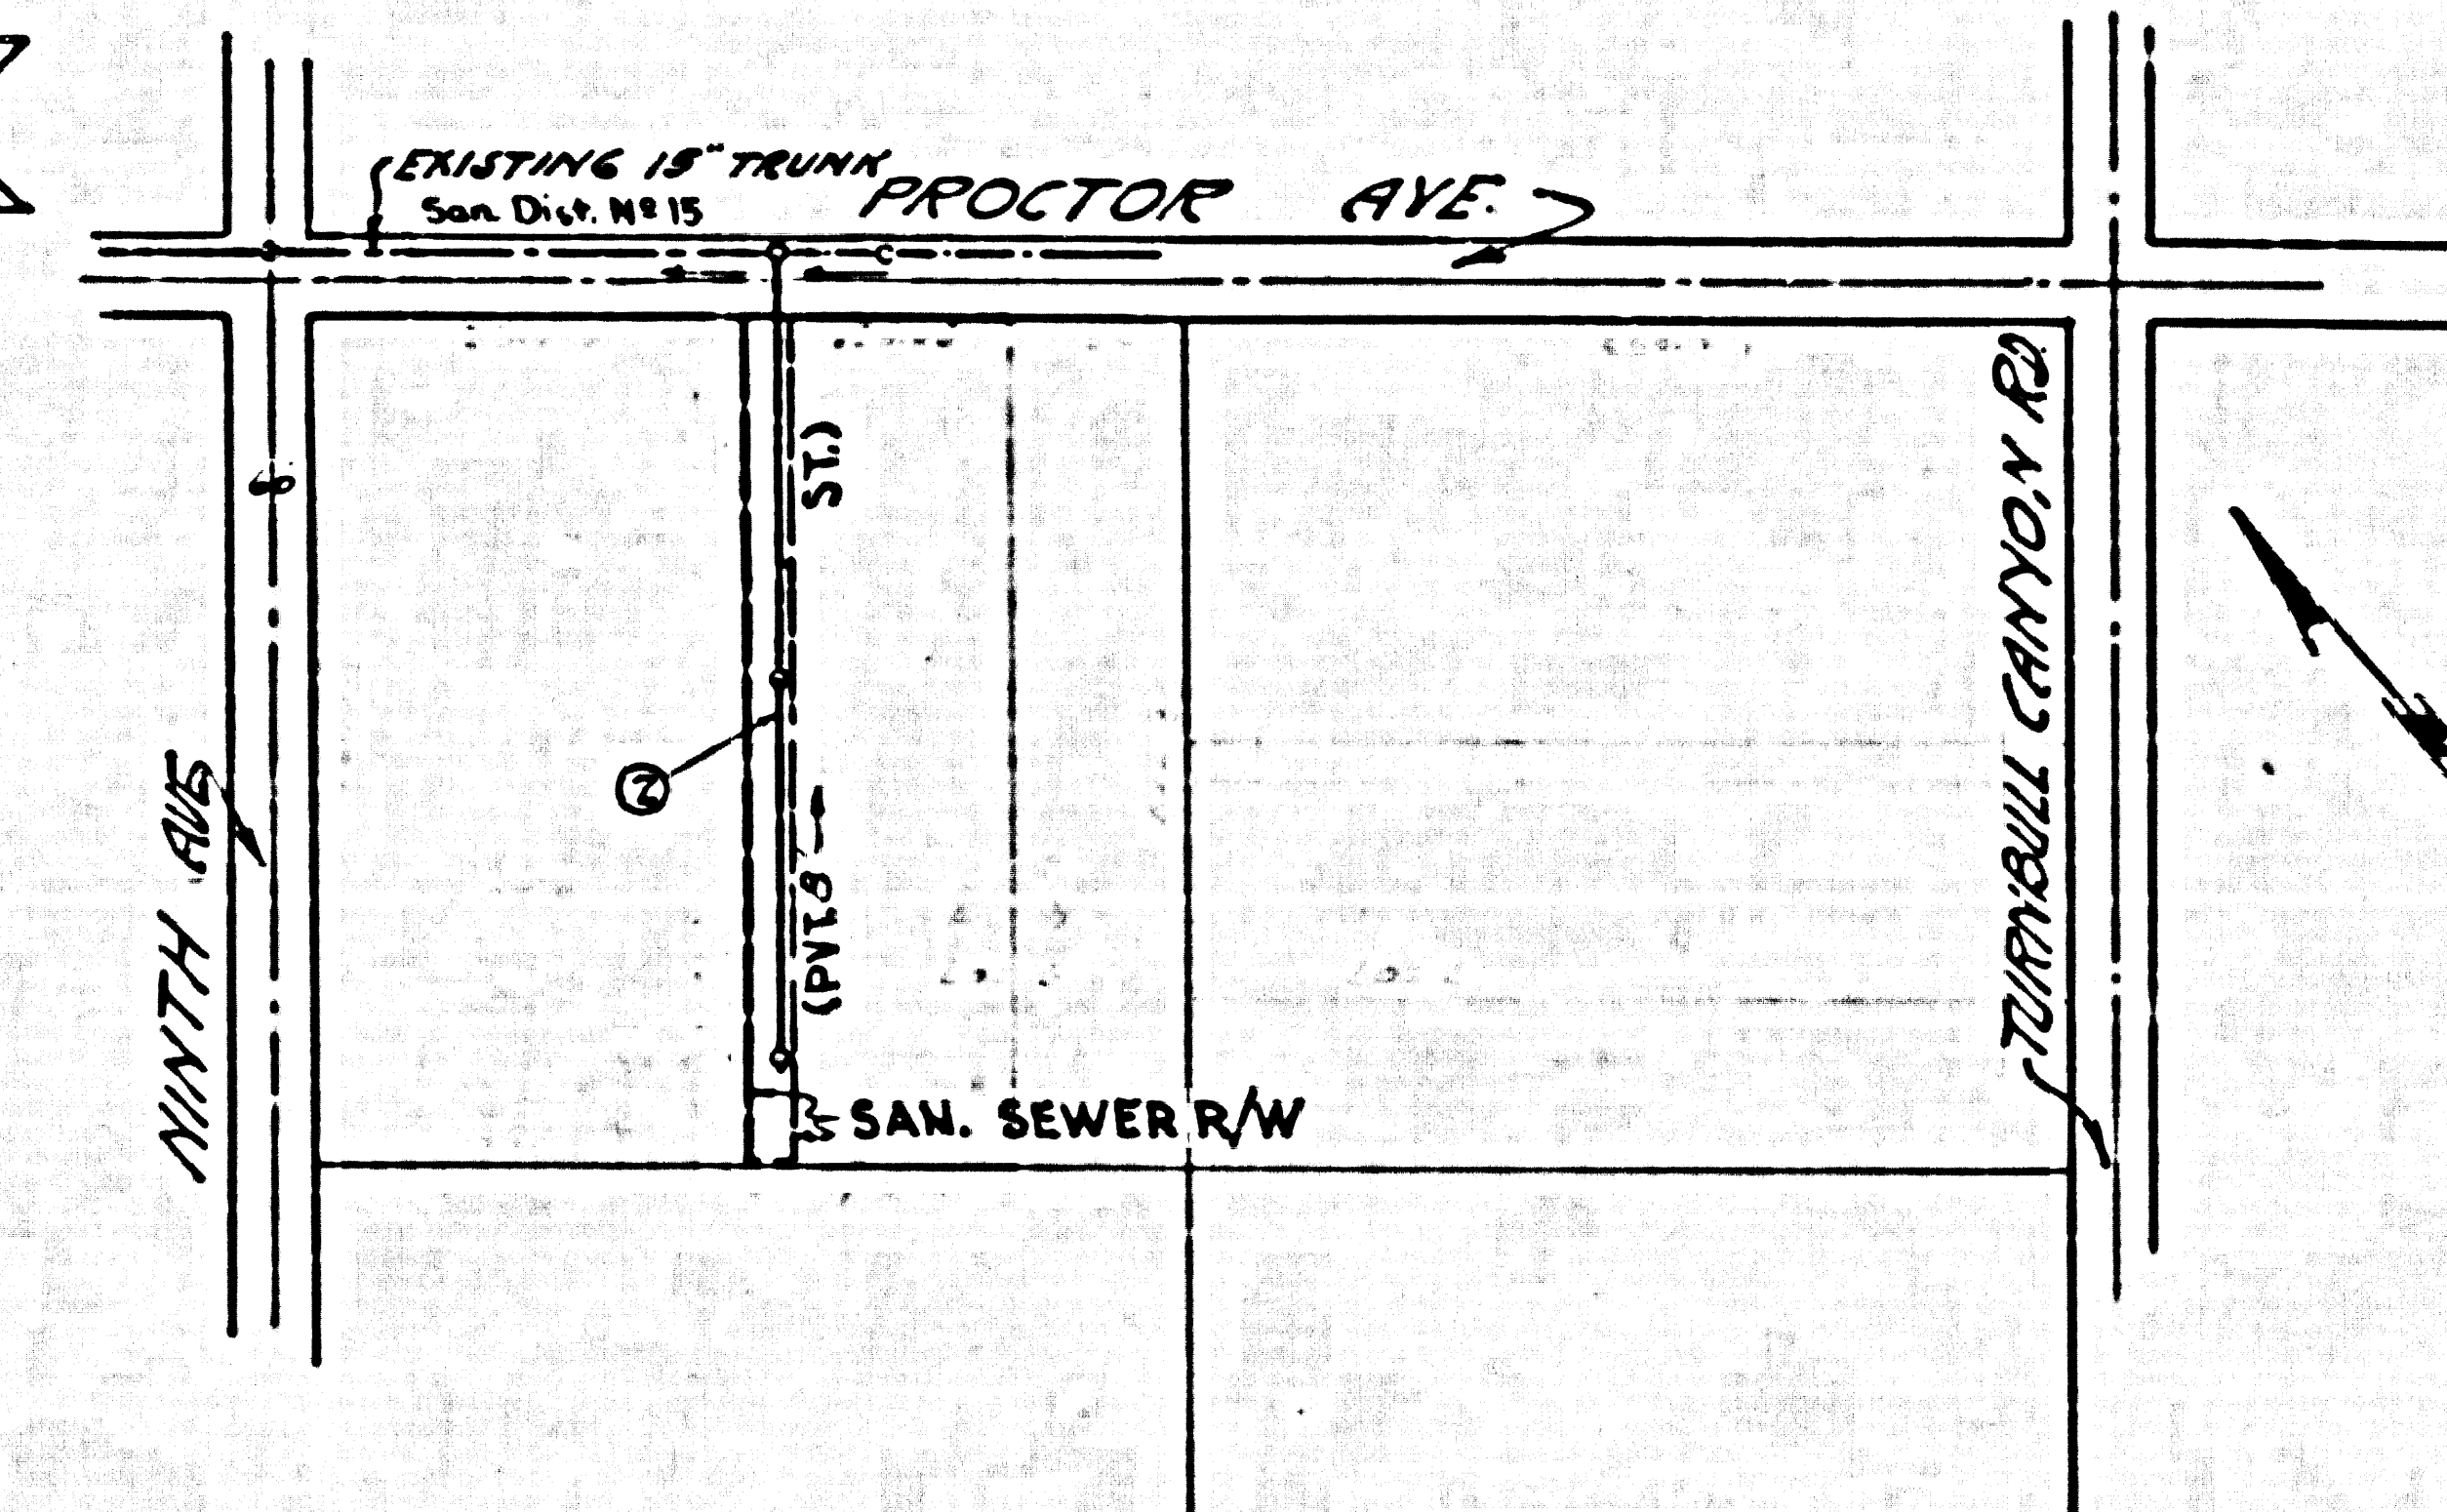 EXISTING 15" TRUNK
San. Dist. Nº 15
PROCTOR AVE.
ST.)
(PVT.
8"
2
NINTH AVE
TURNBULL CANYON RD.
SAN. SEWER R/W